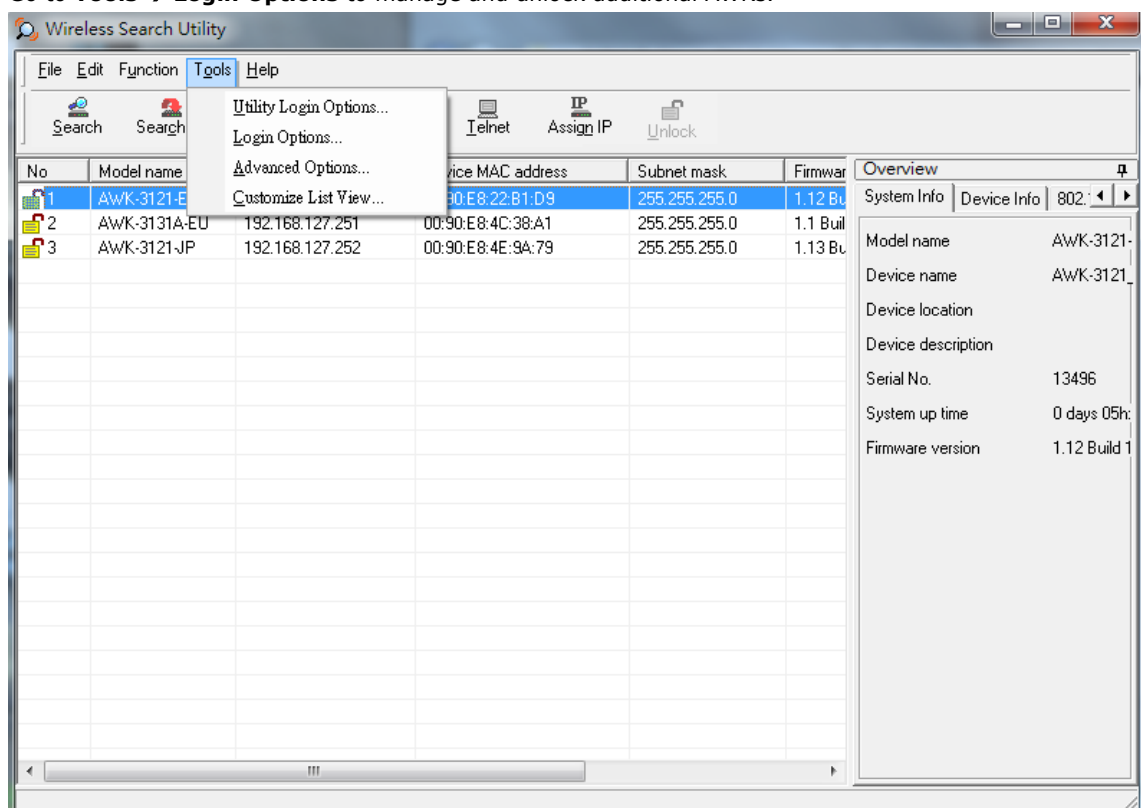 Go to Tools → Login Options to manage and unlock additional AWKs.
Wireless Search Utility
File Edit Function Tools Help
Search Search Telnet Assign IP Unlock
Utility Login Options...
Login Options...
Advanced Options...
Customize List View...
No Model name vice MAC address Subnet mask Firmwar
1 AWK-3121-E 90:E8:22:B1:D9 255.255.255.0 1.12 Bu
2 AWK-3131A-EU 192.168.127.251 00:90:E8:4C:38:A1 255.255.255.0 1.1 Buil
3 AWK-3121-JP 192.168.127.252 00:90:E8:4E:9A:79 255.255.255.0 1.13 Bu
Overview
System Info Device Info 802.
Model name AWK-3121-
Device name AWK-3121_
Device location
Device description
Serial No. 13496
System up time 0 days 05h:
Firmware version 1.12 Build 1